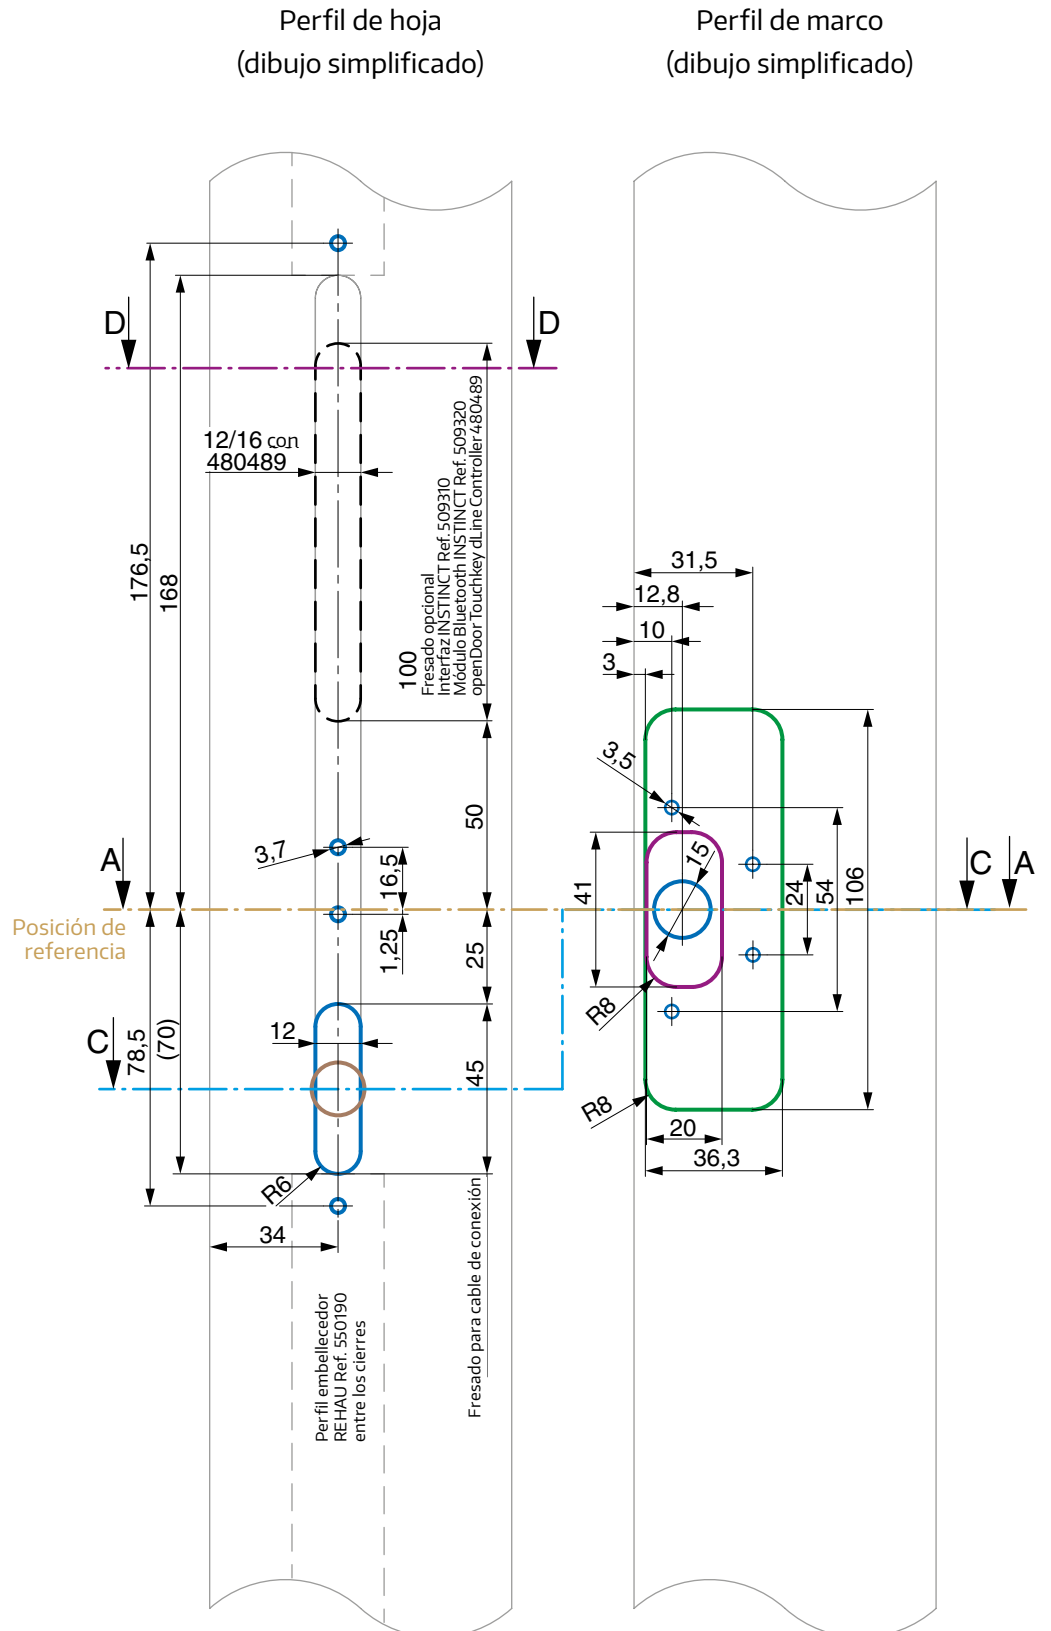 Perfil de hoja
(dibujo simplificado)
Perfil de marco
(dibujo simplificado)
D
D
12/16 con
480489
176,5
168
100
Fresado opcional
Interfaz INSTINCT Ref. 509310
Módulo Bluetooth INSTINCT Ref. 509320
openDoor Touchkey dLine Controller 480489
31,5
12,8
10
3
3,5
50
3,7
16,5
A
Posición de
referencia
1,25
25
C
78,5
(70)
12
45
R6
34
Perfil embellecedor
REHAU Ref. 550190
entre los cierres
Fresado para cable de conexión
41
15
24
54
106
C
A
R8
R8
20
36,3